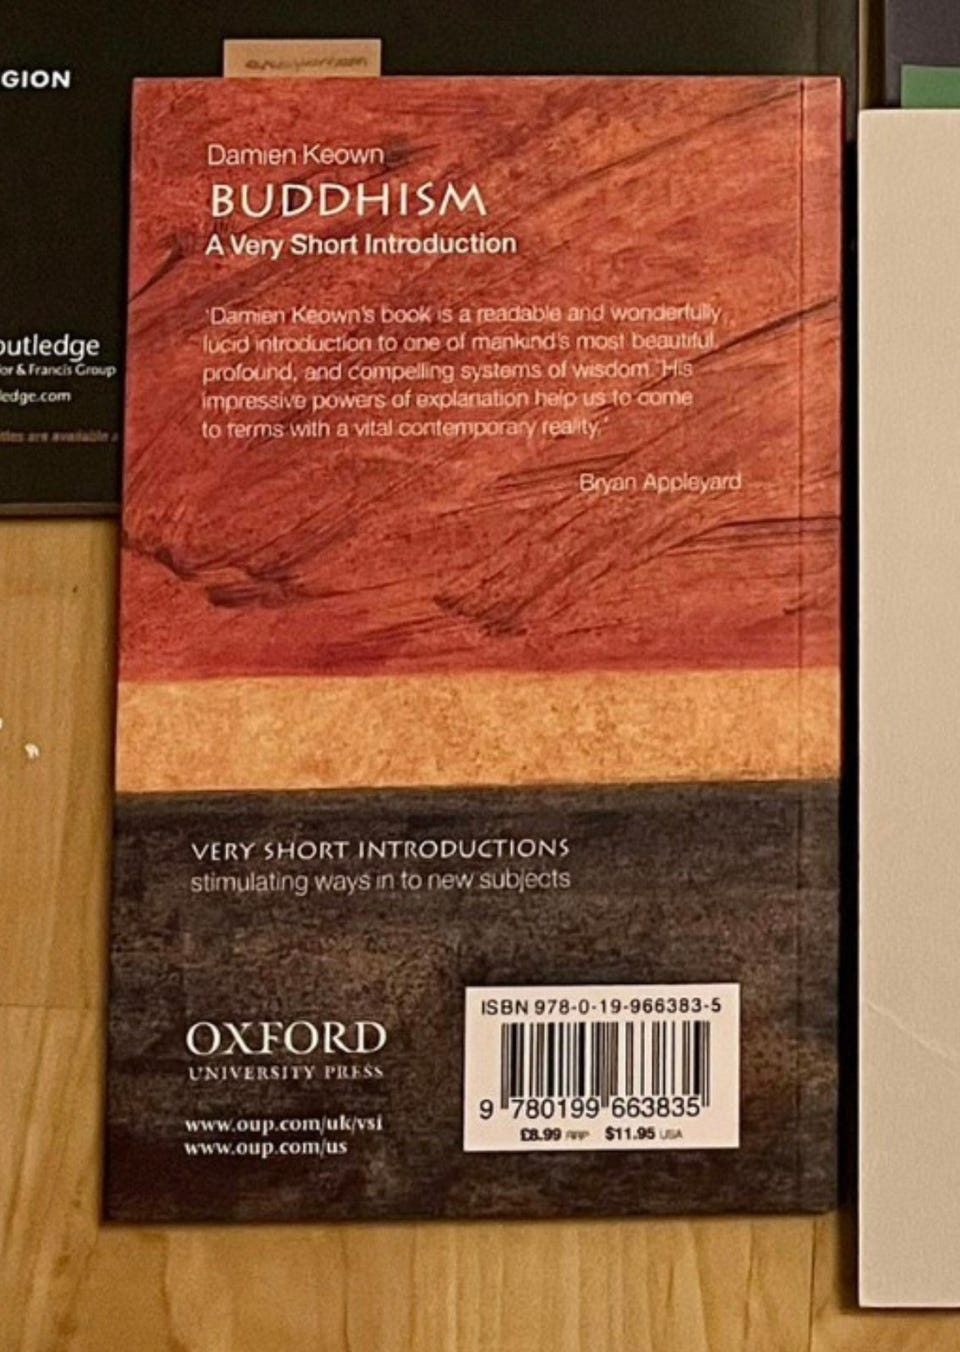 GION
outledge
or & Francis Group
ledge.com
itles are available a
Damien Keown
BUDDHISM
A Very Short Introduction
'Damien Keown's book is a readable and wonderfully
lucid introduction to one of mankind's most beautiful,
profound, and compelling systems of wisdom. His
impressive powers of explanation help us to come
to terms with a vital contemporary reality.'
Bryan Appleyard
VERY SHORT INTRODUCTIONS
stimulating ways in to new subjects
OXFORD
UNIVERSITY PRESS
www.oup.com/uk/vsi
www.oup.com/us
ISBN 978-0-19-966383-5
9 780199 663835
£8.99 RRP $11.95 USA